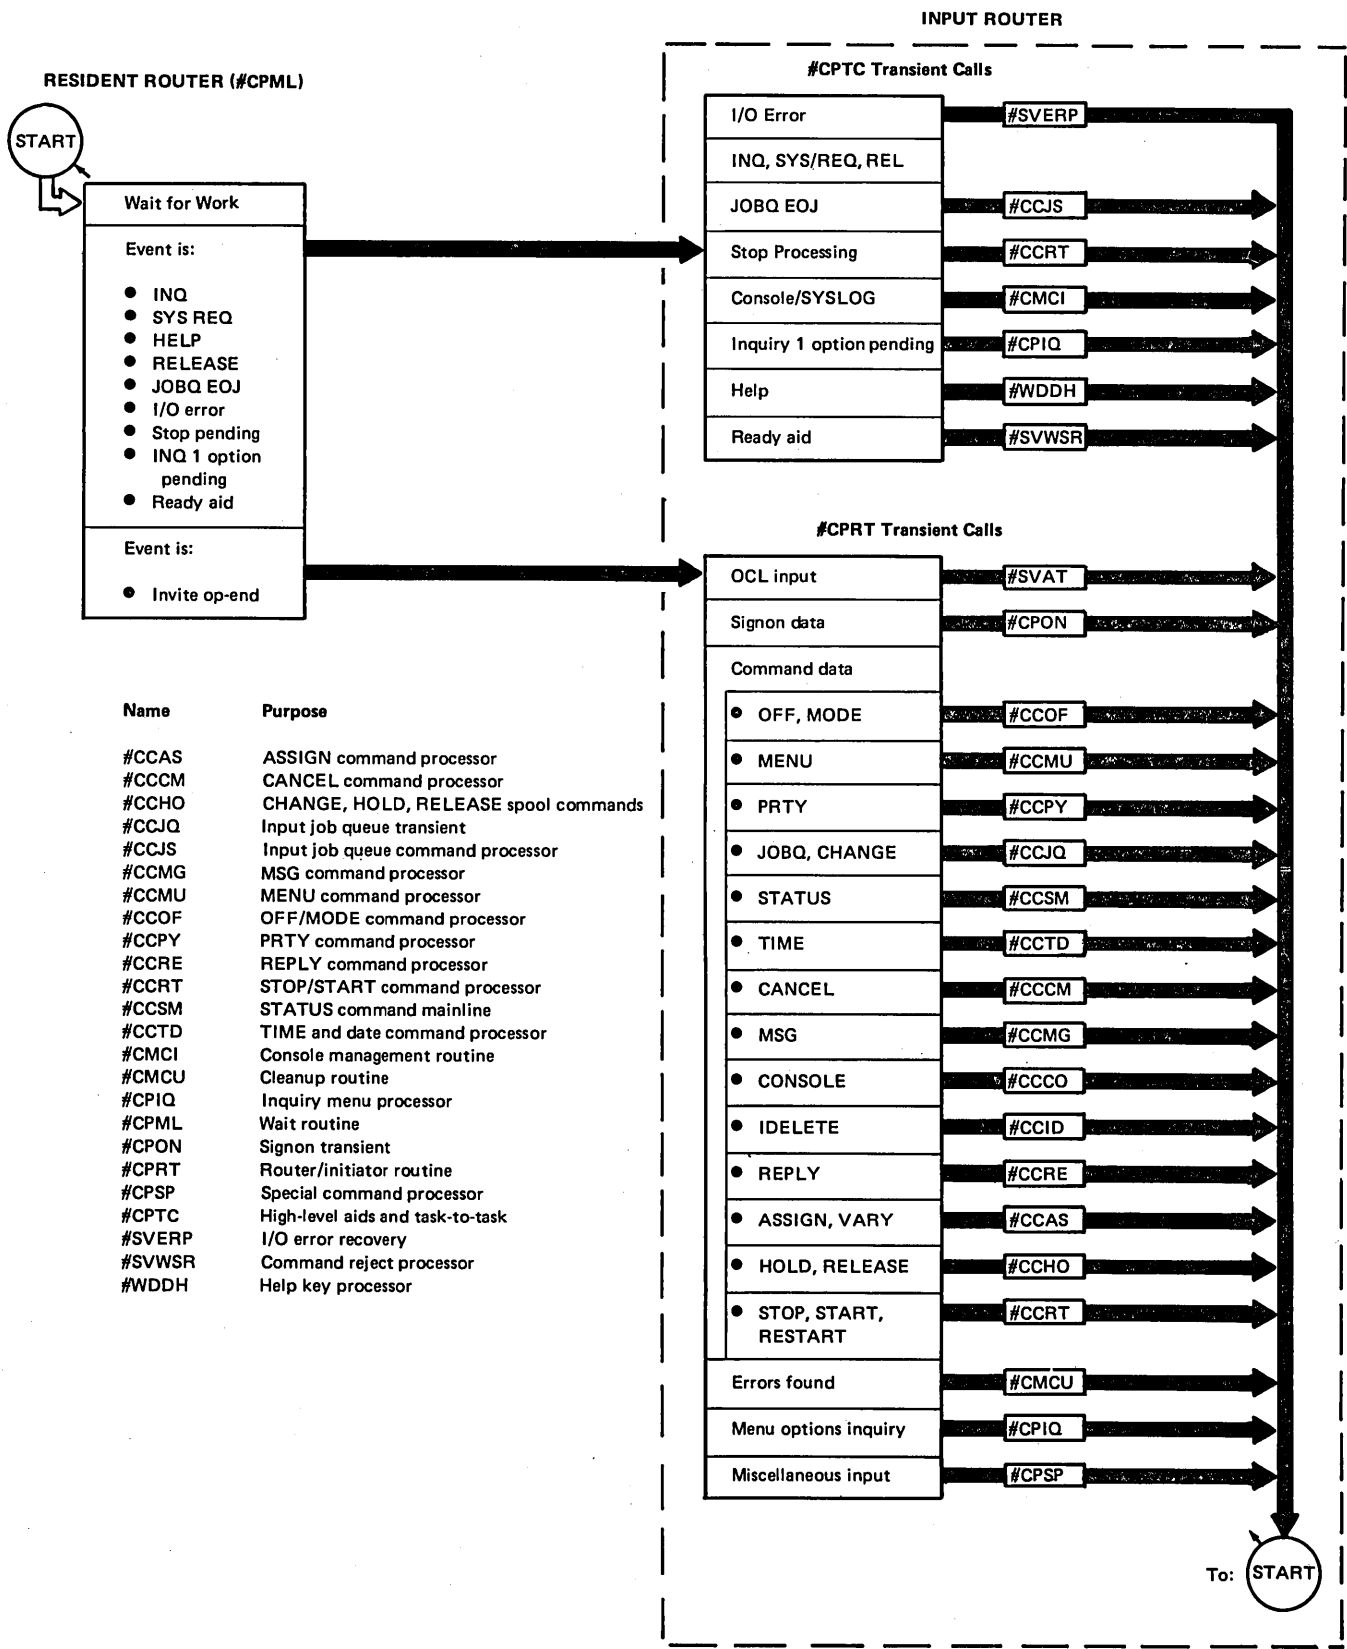 INPUT ROUTER
RESIDENT ROUTER (#CPML)
START
Wait for Work
Event is:
● INQ
● SYS REQ
● HELP
● RELEASE
● JOBQ EOJ
● I/O error
● Stop pending
● INQ 1 option
pending
● Ready aid
Event is:
● Invite op-end
#CPTC Transient Calls
I/O Error #SVERP
INQ, SYS/REQ, REL
JOBQ EOJ #CCJS
Stop Processing #CCRT
Console/SYSLOG #CMCI
Inquiry 1 option pending #CPIQ
Help #WDDH
Ready aid #SVWSR
#CPRT Transient Calls
OCL input #SVAT
Signon data #CPON
Command data
● OFF, MODE #CCOF
● MENU #CCMU
● PRTY #CCPY
● JOBQ, CHANGE #CCJQ
● STATUS #CCSM
● TIME #CCTD
● CANCEL #CCCM
● MSG #CCMG
● CONSOLE #CCCO
● IDELETE #CCID
● REPLY #CCRE
● ASSIGN, VARY #CCAS
● HOLD, RELEASE #CCHO
● STOP, START, #CCRT
RESTART
Errors found #CMCU
Menu options inquiry #CPIQ
Miscellaneous input #CPSP
To: START
Name Purpose
#CCAS ASSIGN command processor
#CCCM CANCEL command processor
#CCHO CHANGE, HOLD, RELEASE spool commands
#CCJQ Input job queue transient
#CCJS Input job queue command processor
#CCMG MSG command processor
#CCMU MENU command processor
#CCOF OFF/MODE command processor
#CCPY PRTY command processor
#CCRE REPLY command processor
#CCRT STOP/START command processor
#CCSM STATUS command mainline
#CCTD TIME and date command processor
#CMCI Console management routine
#CMCU Cleanup routine
#CPIQ Inquiry menu processor
#CPML Wait routine
#CPON Signon transient
#CPRT Router/initiator routine
#CPSP Special command processor
#CPTC High-level aids and task-to-task
#SVERP I/O error recovery
#SVWSR Command reject processor
#WDDH Help key processor